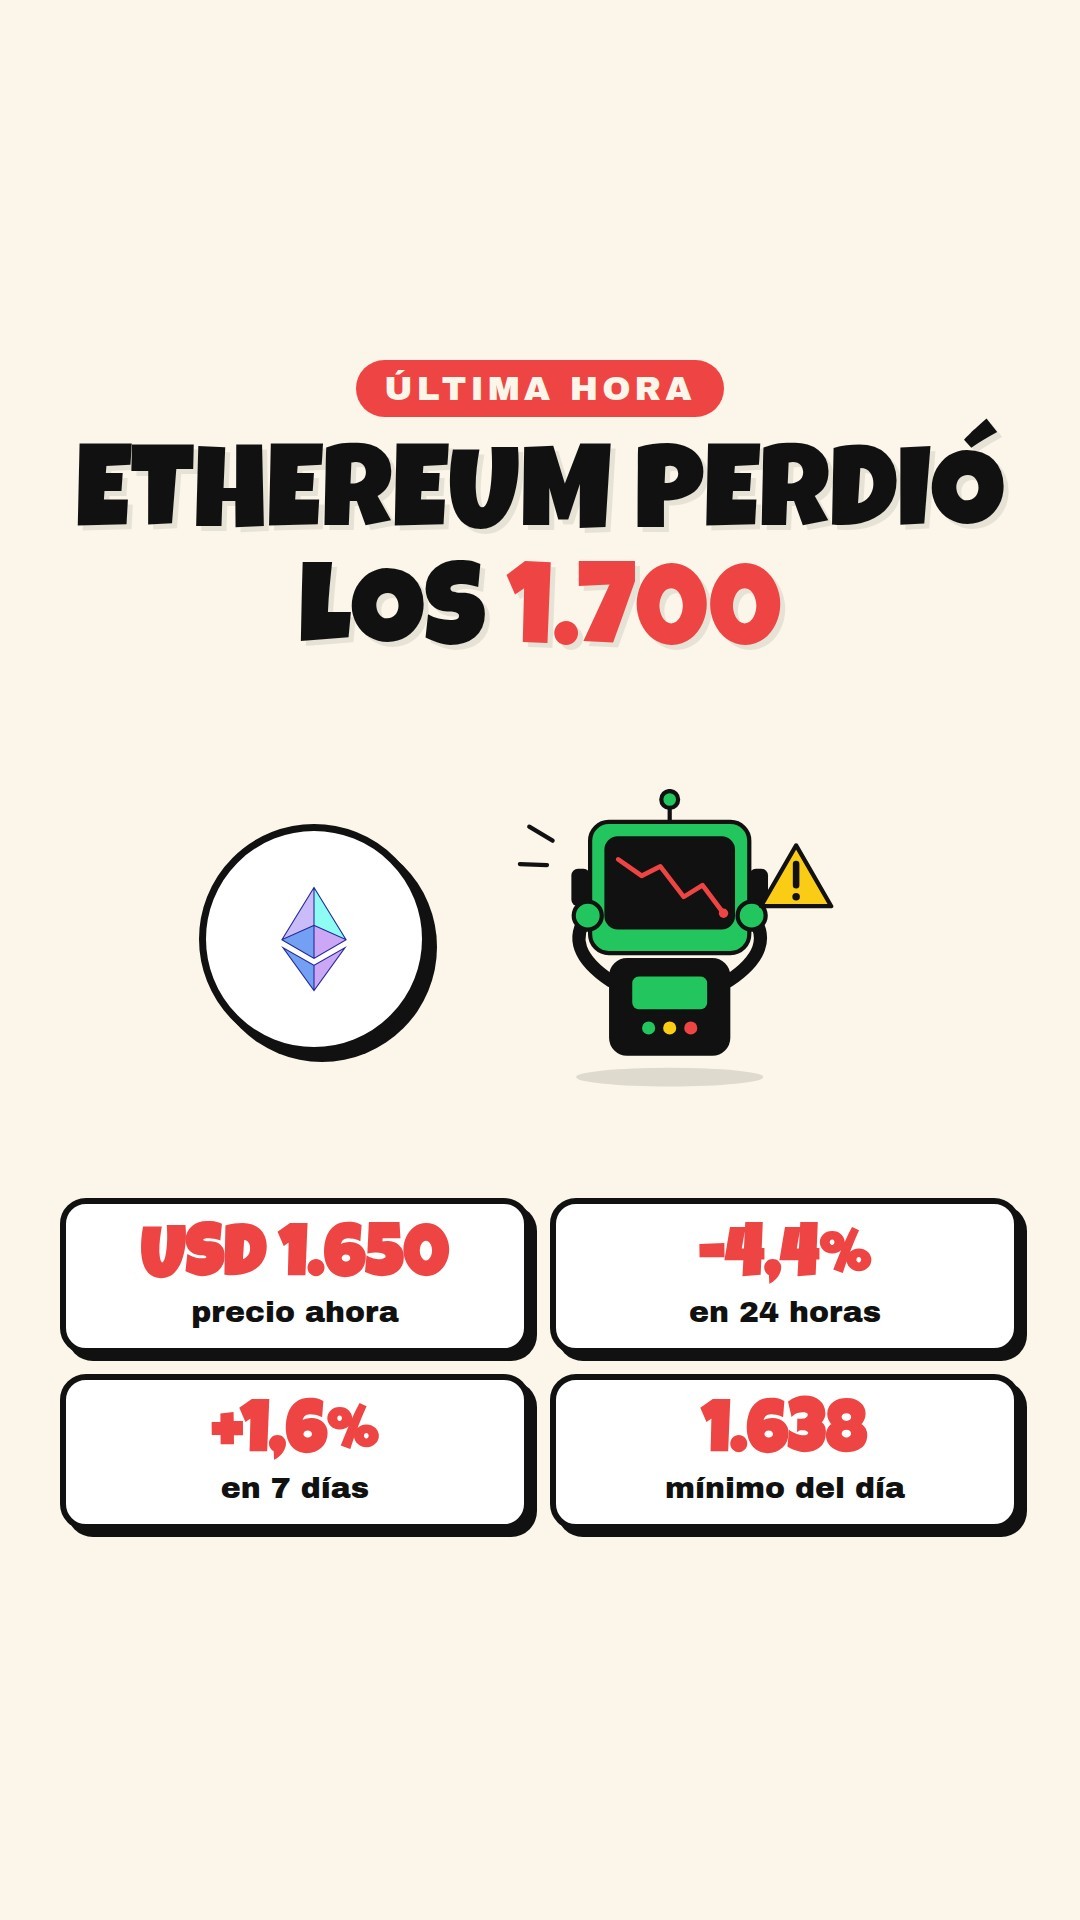 ÚLTIMA HORA
ETHEREUM PERDIÓ
LOS 1.700
USD 1.650
precio ahora
-4,4%
en 24 horas
+1,6%
en 7 días
1.638
mínimo del día